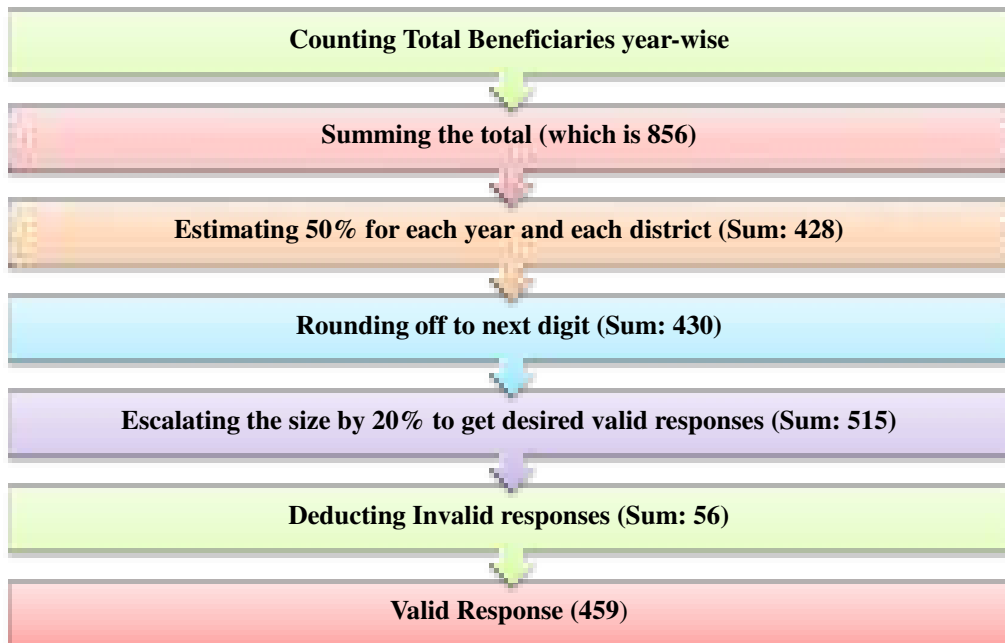 Counting Total Beneficiaries year-wise
Summing the total (which is 856)
Estimating 50% for each year and each district (Sum: 428)
Rounding off to next digit (Sum: 430)
Escalating the size by 20% to get desired valid responses (Sum: 515)
Deducting Invalid responses (Sum: 56)
Valid Response (459)